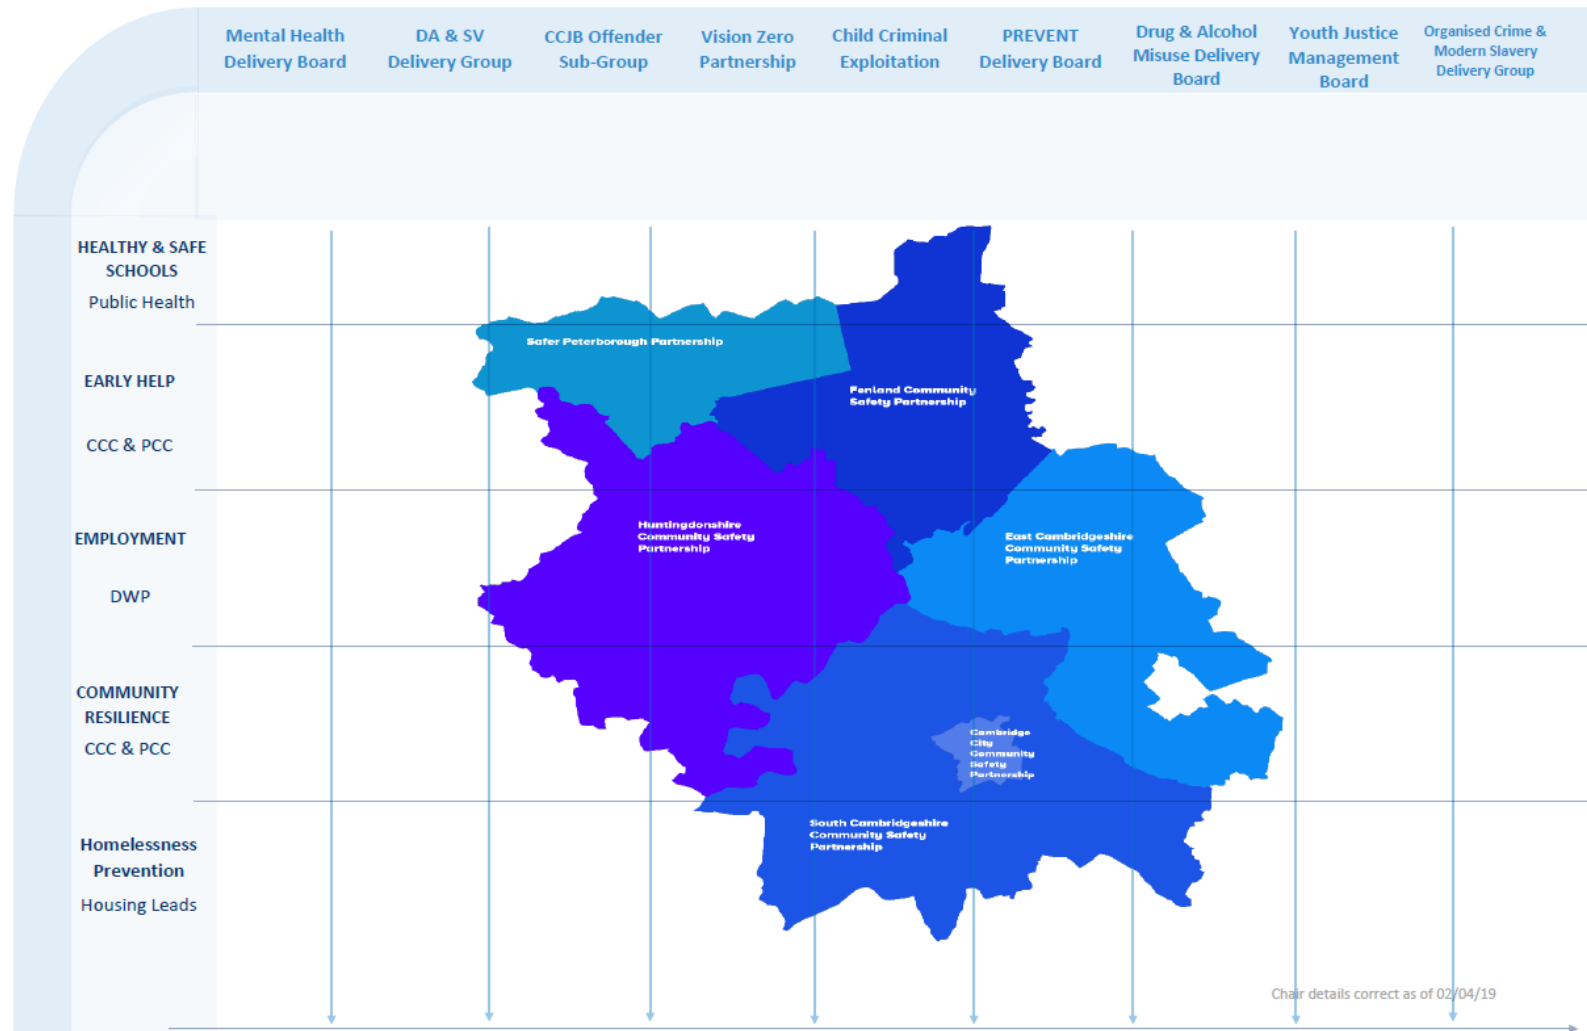 Mental Health
Delivery Board
DA & SV
Delivery Group
CCJB Offender
Sub-Group
Vision Zero
Partnership
Child Criminal
Exploitation
PREVENT
Delivery Board
Drug & Alcohol
Misuse Delivery
Board
Youth Justice
Management
Board
Organised Crime &
Modern Slavery
Delivery Group
HEALTHY & SAFE
SCHOOLS
Public Health
EARLY HELP
CCC & PCC
EMPLOYMENT
DWP
COMMUNITY
RESILIENCE
CCC & PCC
Homelessness
Prevention
Housing Leads
Safer Peterborough Partnership
Fenland Community
Safety Partnership
Huntingdonshire
Community Safety
Partnership
East Cambridgeshire
Community Safety
Partnership
Cambridge
City
Community
Safety
Partnership
South Cambridgeshire
Community Safety
Partnership
Chair details correct as of 02/04/19